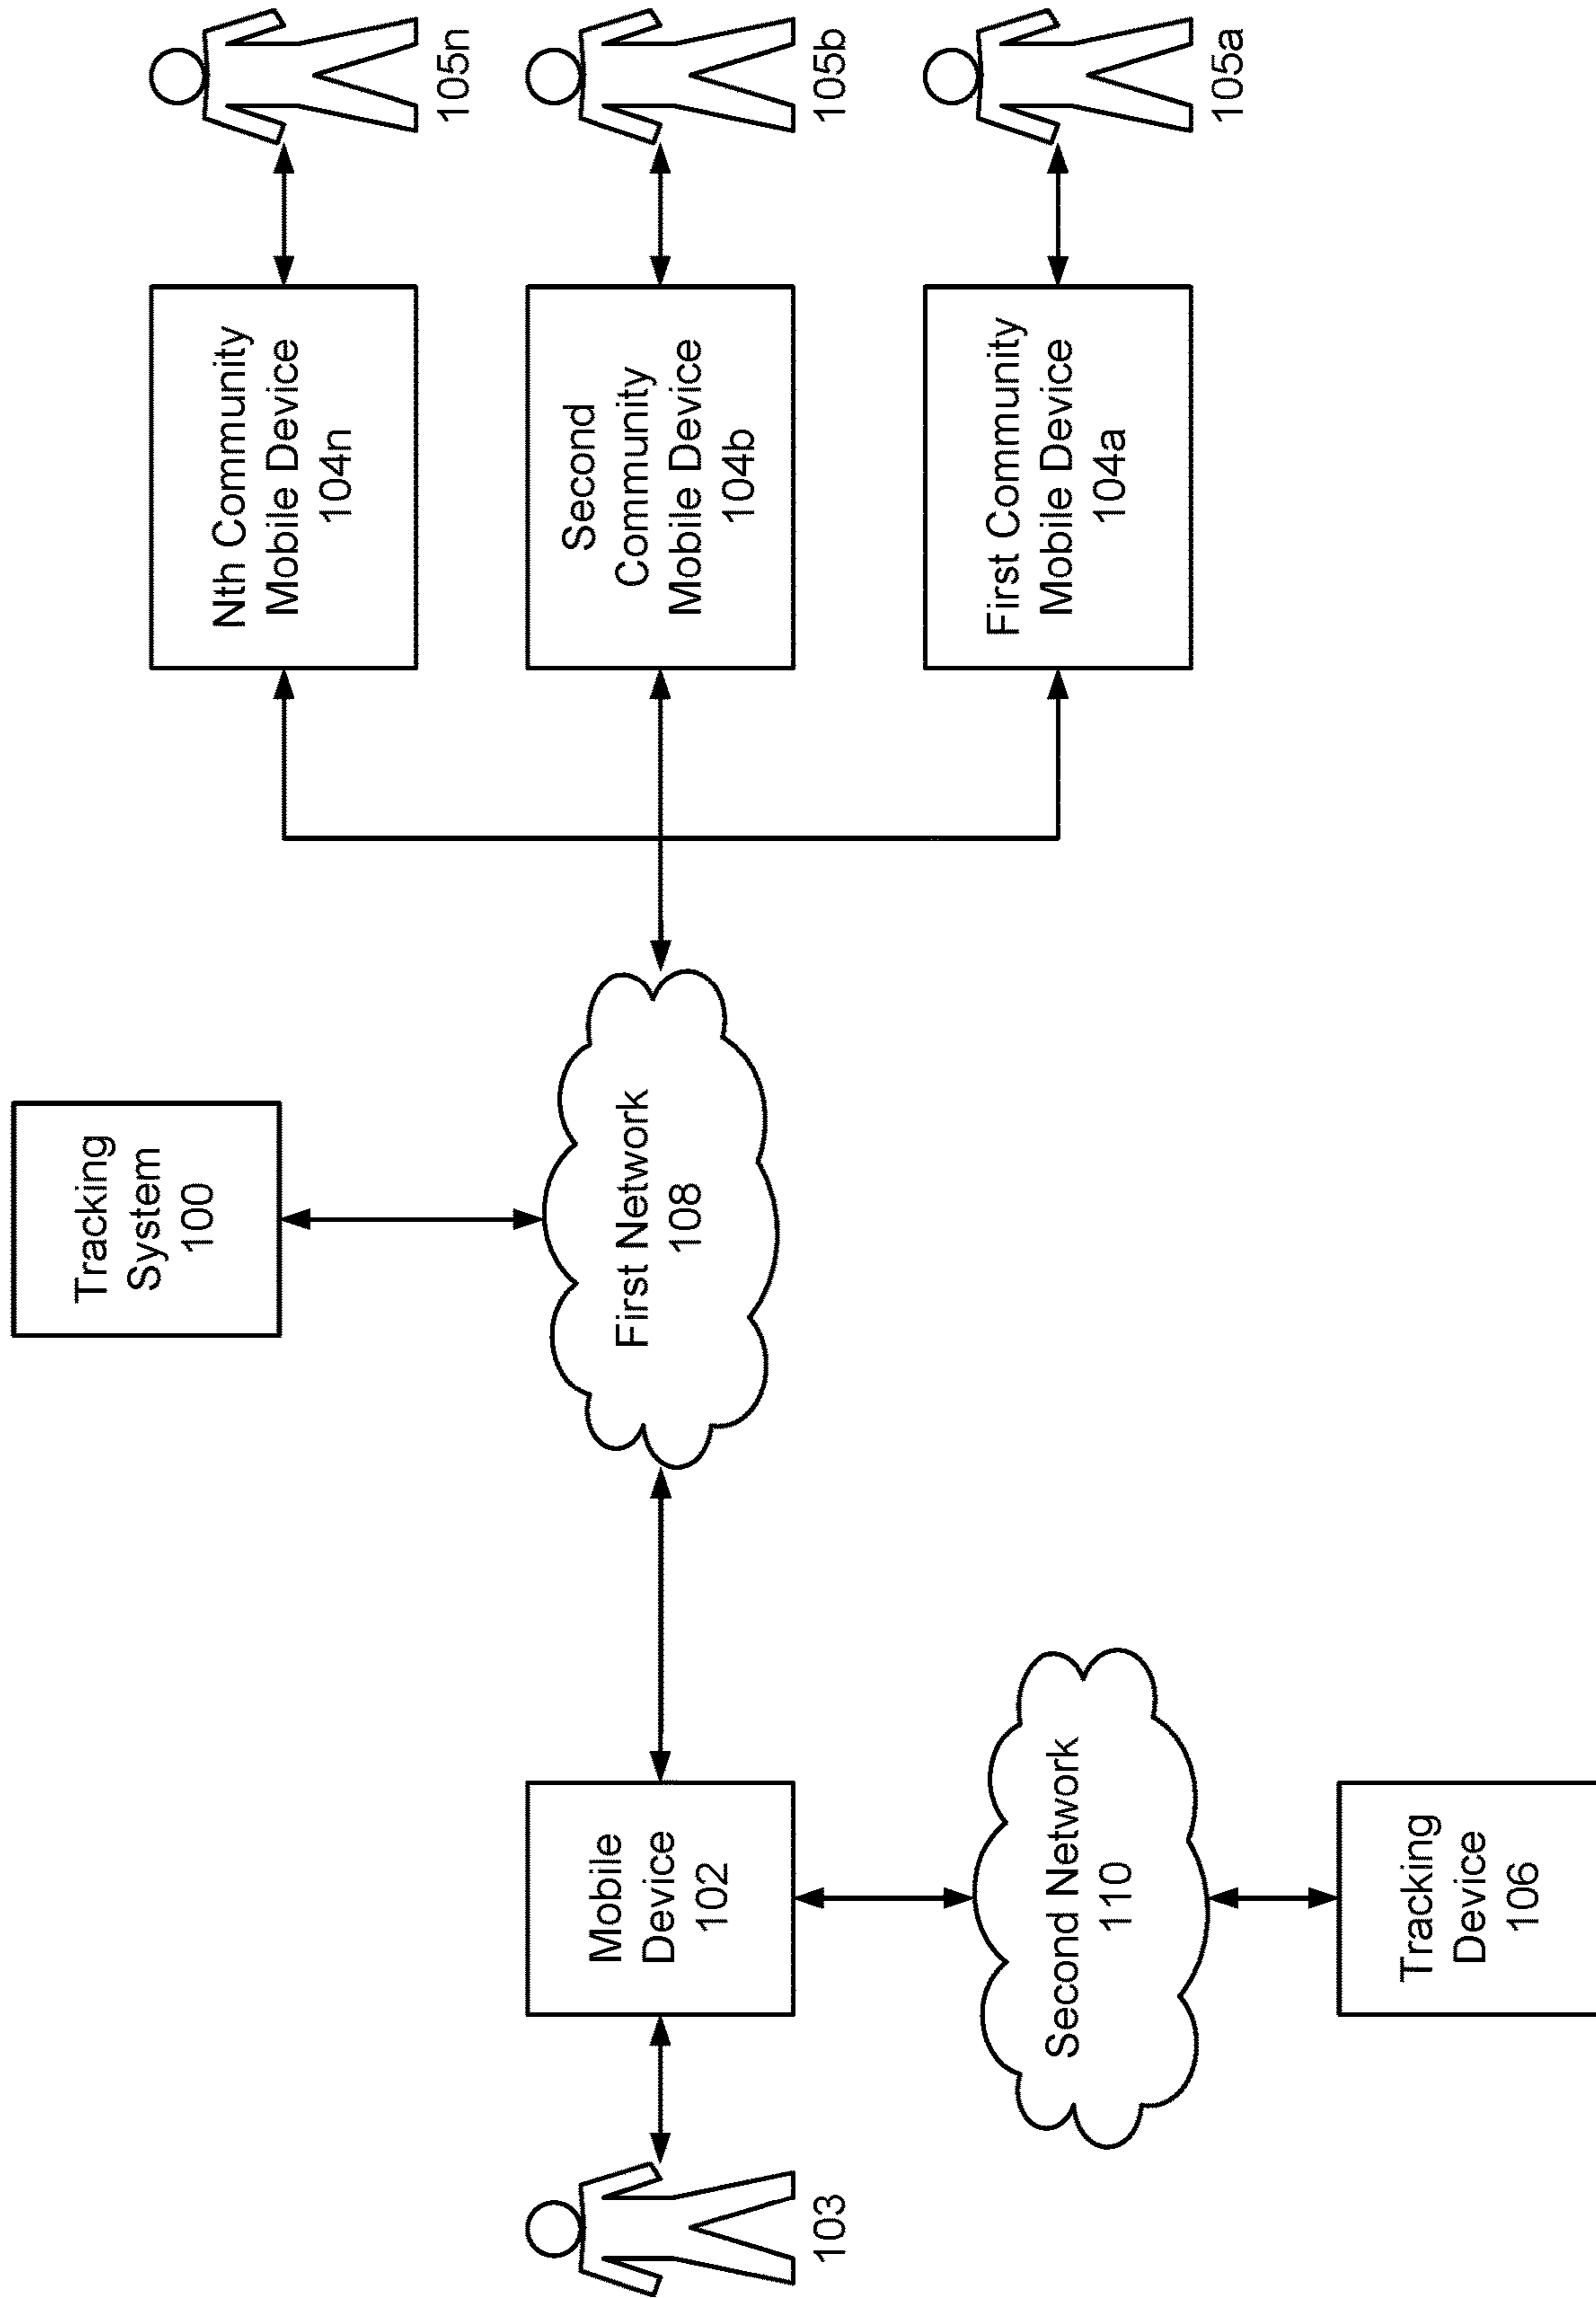 Tracking
System
100
Nth Community
Mobile Device
104n
105n
103
Mobile
Device
102
First Network
108
Second
Community
Mobile Device
104b
105b
Second Network
110
First Community
Mobile Device
104a
105a
Tracking
Device
106